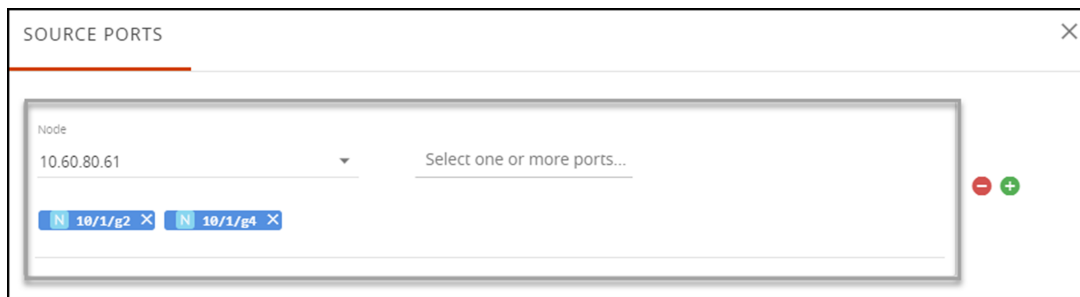 SOURCE PORTS
Node
10.60.80.61
Select one or more ports...
N 10/1/g2 N 10/1/g4